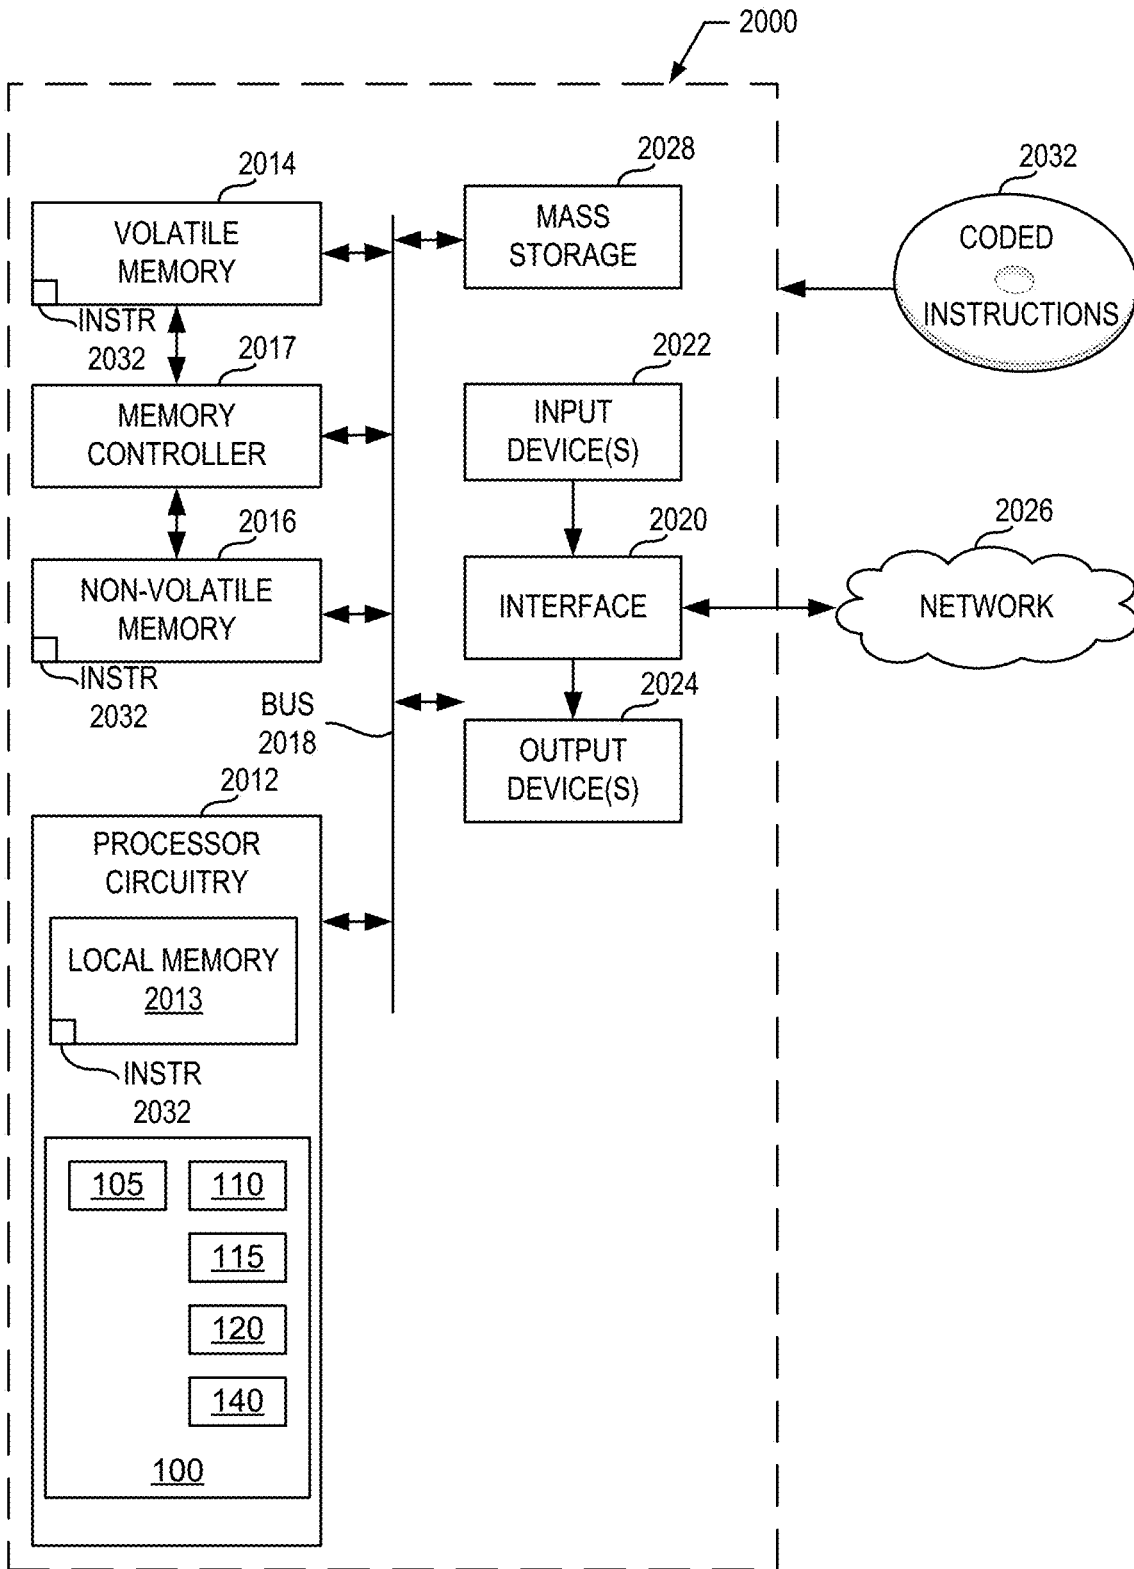 2000
2014
VOLATILE
MEMORY
INSTR
2032
2028
MASS
STORAGE
2032
CODED
INSTRUCTIONS
2017
MEMORY
CONTROLLER
2022
INPUT
DEVICE(S)
2016
NON-VOLATILE
MEMORY
INSTR
2032
2020
INTERFACE
2026
NETWORK
BUS
2018
2024
OUTPUT
DEVICE(S)
2012
PROCESSOR
CIRCUITRY
LOCAL MEMORY
2013
INSTR
2032
105
110
115
120
140
100